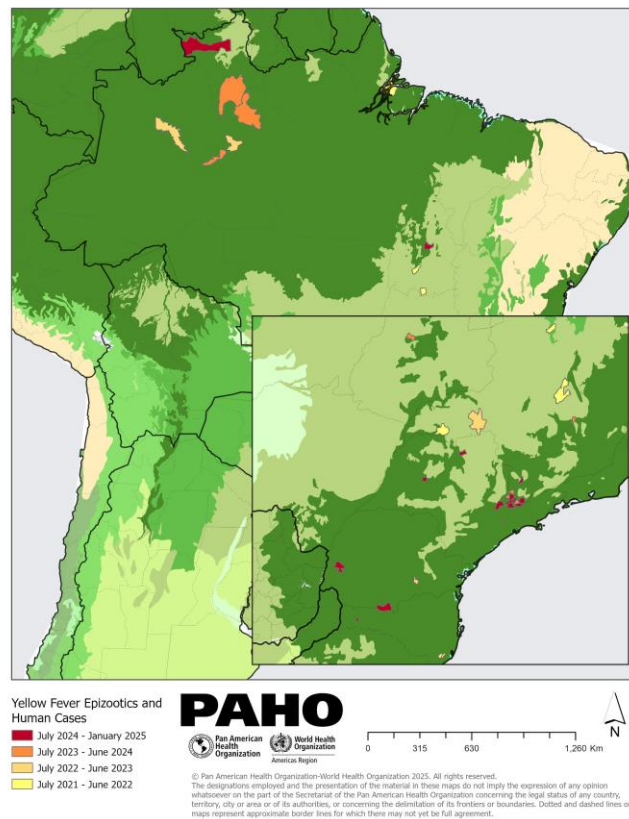 Yellow Fever Epizootics and
Human Cases
July 2024 - January 2025
July 2023 - June 2024
July 2022 - June 2023
July 2021 - June 2022
PAHO
Pan American
Health
Organization
World Health
Organization
Americas Region
0 315 630 1,260 Km
N
© Pan American Health Organization-World Health Organization 2025. All rights reserved.
The designations employed and the presentation of the material in these maps do not imply the expression of any opinion
whatsoever on the part of the Secretariat of the Pan American Health Organization concerning the legal status of any country,
territory, city or area or of its authorities, or concerning the delimitation of its frontiers or boundaries. Dotted and dashed lines on
maps represent approximate border lines for which there may not yet be full agreement.